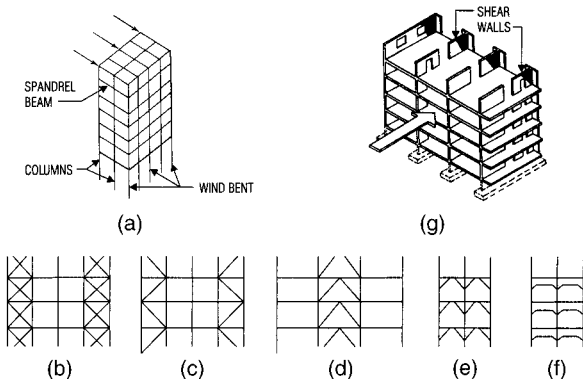 SPANDREL
BEAM
COLUMNS
WIND BENT
(a)
SHEAR
WALLS
(g)
(b)
(c)
(d)
(e)
(f)